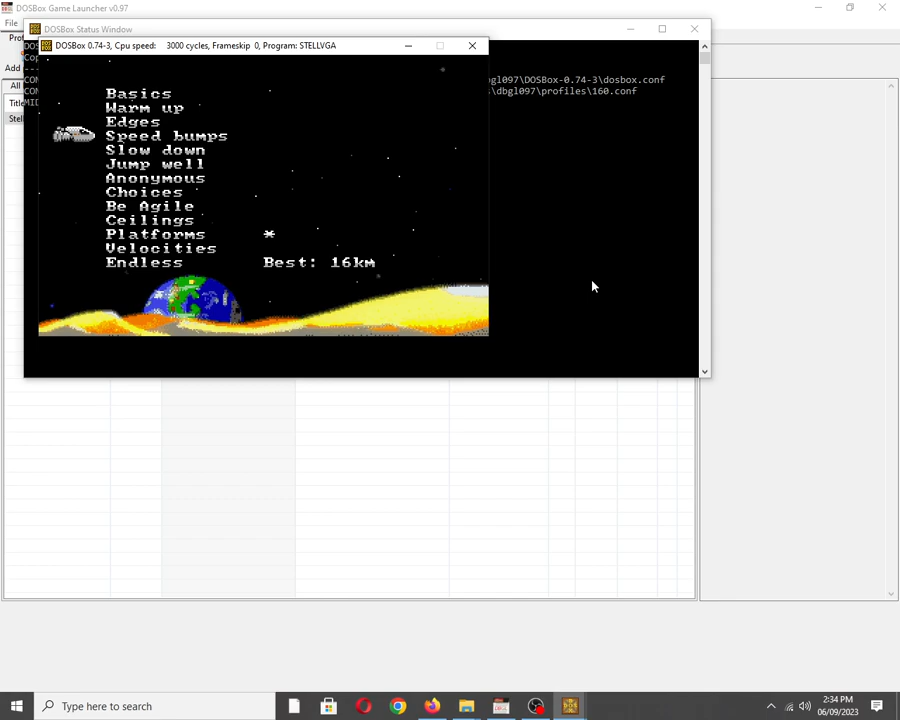 DOSBox Game Launcher v0.97
File
DOSBox Status Window
DOSBox 0.74-3, Cpu speed: 3000 cycles, Frameskip 0, Program: STELLVGA
Add
All
dbgl097\DOSBox-0.74-3\dosbox.conf
\dbgl097\profiles\160.conf
Basics
Warm up
Edges
Speed bumps
Slow down
Jump well
Anonymous
Choices
Be Agile
Ceilings
Platforms *
Velocities
Endless Best: 16km
Type here to search
2:34 PM
06/09/2023